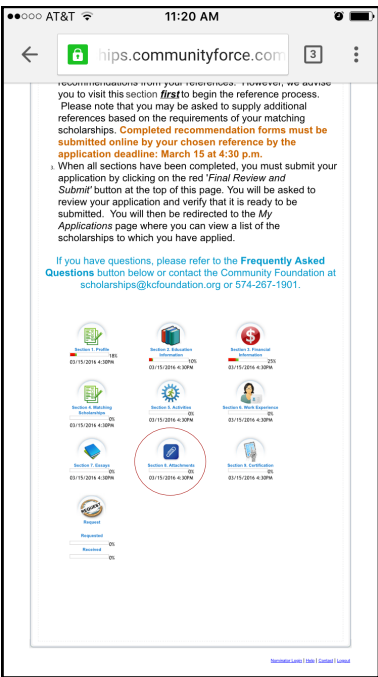 ●●○○○ AT&T 11:20 AM
hips.communityforce.com 3
recommendations from your references. However, we advise
you to visit this section first to begin the reference process.
Please note that you may be asked to supply additional
references based on the requirements of your matching
scholarships. Completed recommendation forms must be
submitted online by your chosen reference by the
application deadline: March 15 at 4:30 p.m.
3. When all sections have been completed, you must submit your
application by clicking on the red 'Final Review and
Submit' button at the top of this page. You will be asked to
review your application and verify that it is ready to be
submitted. You will then be redirected to the My
Applications page where you can view a list of the
scholarships to which you have applied.
If you have questions, please refer to the Frequently Asked
Questions button below or contact the Community Foundation at
scholarships@kcfoundation.org or 574-267-1901.
Section 1. Profile
18%
03/15/2016 4:30PM
Section 2. Education
Information
10%
03/15/2016 4:30PM
Section 3. Financial
Information
25%
03/15/2016 4:30PM
Section 4. Matching
Scholarships
0%
03/15/2016 4:30PM
Section 5. Activities
0%
03/15/2016 4:30PM
Section 6. Work Experience
0%
03/15/2016 4:30PM
Section 7. Essays
0%
03/15/2016 4:30PM
Section 8. Attachments
0%
03/15/2016 4:30PM
Section 9. Certification
0%
03/15/2016 4:30PM
REQUEST
Request
Requested
0%
Received
0%
Nominator Login | Help | Contact | Logout